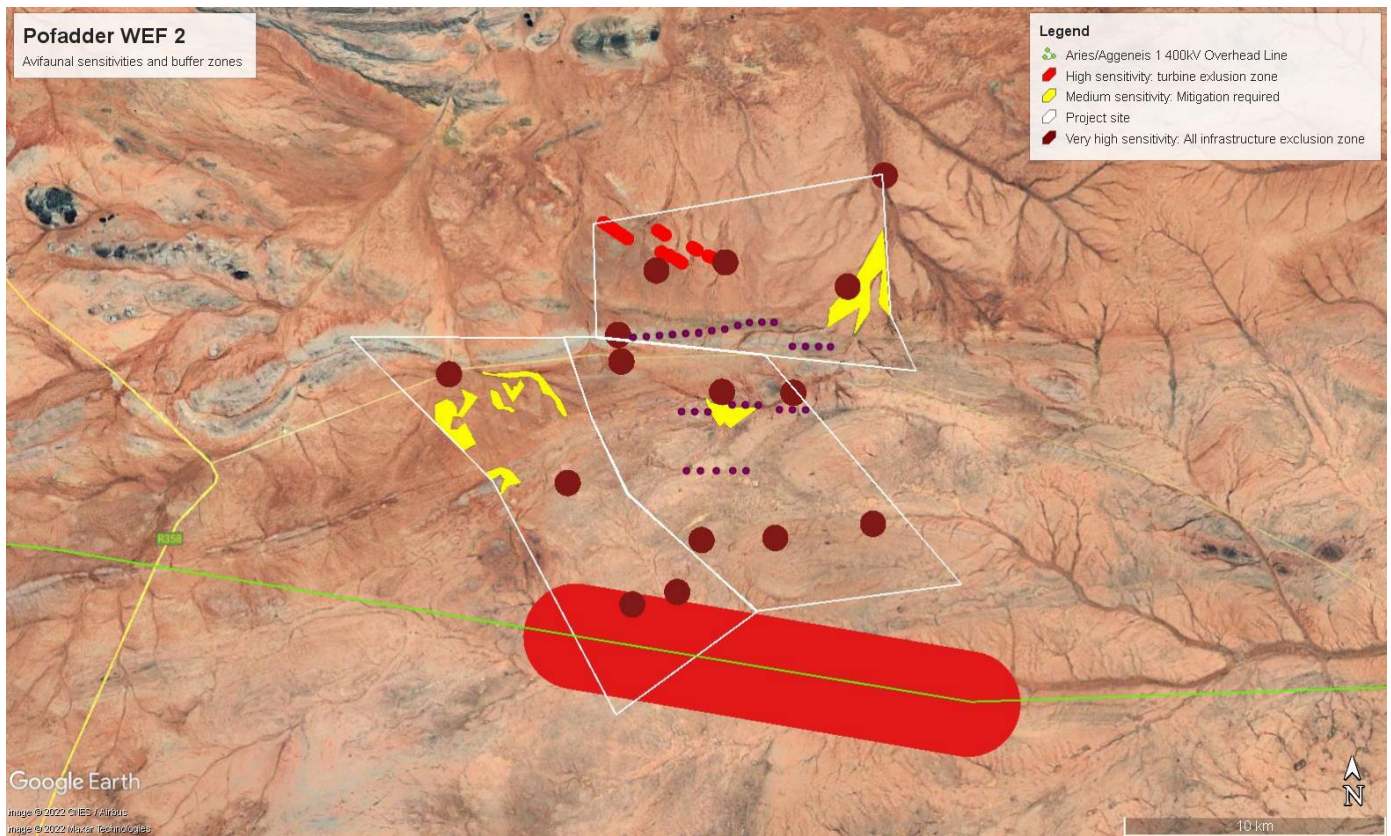 Pofadder WEF 2
Avifaunal sensitivities and buffer zones
Legend
Aries/Aggeneis 1 400kV Overhead Line
High sensitivity: turbine exlusion zone
Medium sensitivity: Mitigation required
Project site
Very high sensitivity: All infrastructure exclusion zone
R358
Google Earth
Image © 2022 CNES / Airbus
Image © 2022 Maxar Technologies
N
10 km